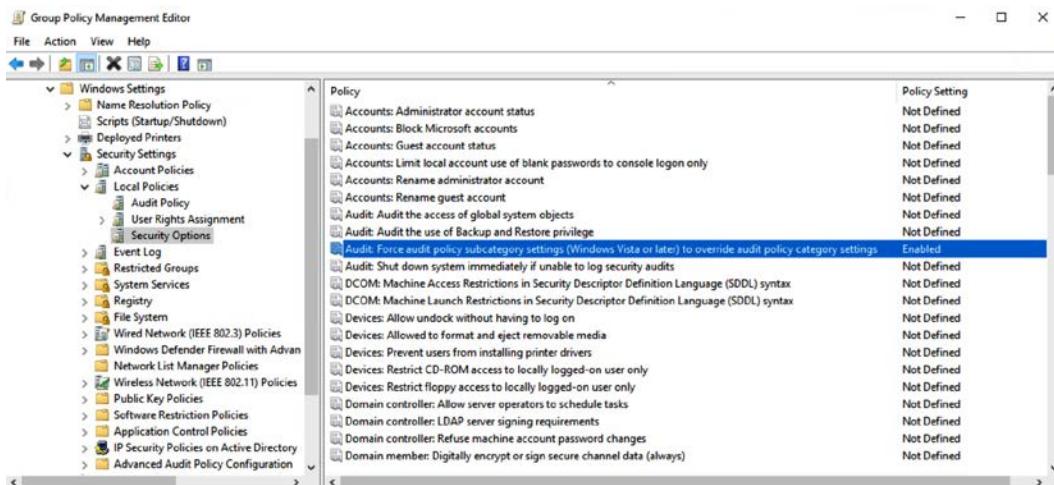 Group Policy Management Editor
File Action View Help
Windows Settings
Name Resolution Policy
Scripts (Startup/Shutdown)
Deployed Printers
Security Settings
Account Policies
Local Policies
Audit Policy
User Rights Assignment
Security Options
Event Log
Restricted Groups
System Services
Registry
File System
Wired Network (IEEE 802.3) Policies
Windows Defender Firewall with Advan
Network List Manager Policies
Wireless Network (IEEE 802.11) Policies
Public Key Policies
Software Restriction Policies
Application Control Policies
IP Security Policies on Active Directory
Advanced Audit Policy Configuration
Policy Policy Setting
Accounts: Administrator account status Not Defined
Accounts: Block Microsoft accounts Not Defined
Accounts: Guest account status Not Defined
Accounts: Limit local account use of blank passwords to console logon only Not Defined
Accounts: Rename administrator account Not Defined
Accounts: Rename guest account Not Defined
Audit: Audit the access of global system objects Not Defined
Audit: Audit the use of Backup and Restore privilege Not Defined
Audit: Force audit policy subcategory settings (Windows Vista or later) to override audit policy category settings Enabled
Audit: Shut down system immediately if unable to log security audits Not Defined
DCOM: Machine Access Restrictions in Security Descriptor Definition Language (SDDL) syntax Not Defined
DCOM: Machine Launch Restrictions in Security Descriptor Definition Language (SDDL) syntax Not Defined
Devices: Allow undock without having to log on Not Defined
Devices: Allowed to format and eject removable media Not Defined
Devices: Prevent users from installing printer drivers Not Defined
Devices: Restrict CD-ROM access to locally logged-on user only Not Defined
Devices: Restrict floppy access to locally logged-on user only Not Defined
Domain controller: Allow server operators to schedule tasks Not Defined
Domain controller: LDAP server signing requirements Not Defined
Domain controller: Refuse machine account password changes Not Defined
Domain member: Digitally encrypt or sign secure channel data (always) Not Defined